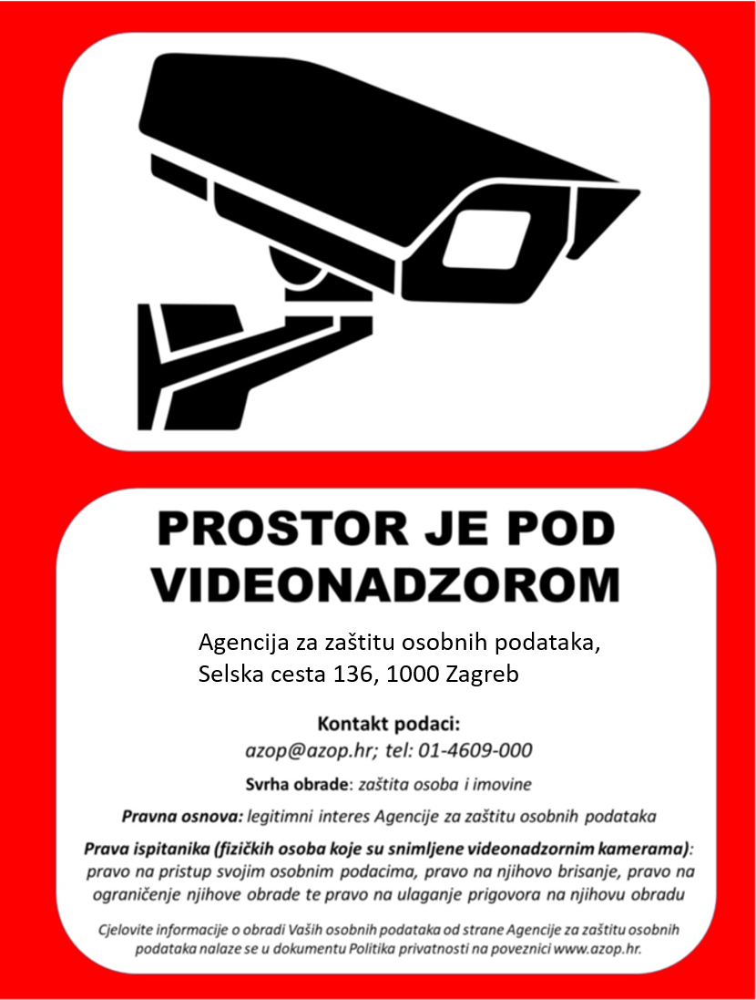 PROSTOR JE POD
VIDEONADZOROM
Agencija za zaštitu osobnih podataka,
Selska cesta 136, 1000 Zagreb
Kontakt podaci:
azop@azop.hr; tel: 01-4609-000
Svrha obrade: zaštita osoba i imovine
Pravna osnova: legitimni interes Agencije za zaštitu osobnih podataka
Prava ispitanika (fizičkih osoba koje su snimljene videonadzornim kamerama):
pravo na pristup svojim osobnim podacima, pravo na njihovo brisanje, pravo na
ograničenje njihove obrade te pravo na ulaganje prigovora na njihovu obradu
Cjelovite informacije o obradi Vaših osobnih podataka od strane Agencije za zaštitu osobnih
podataka nalaze se u dokumentu Politika privatnosti na poveznici www.azop.hr.